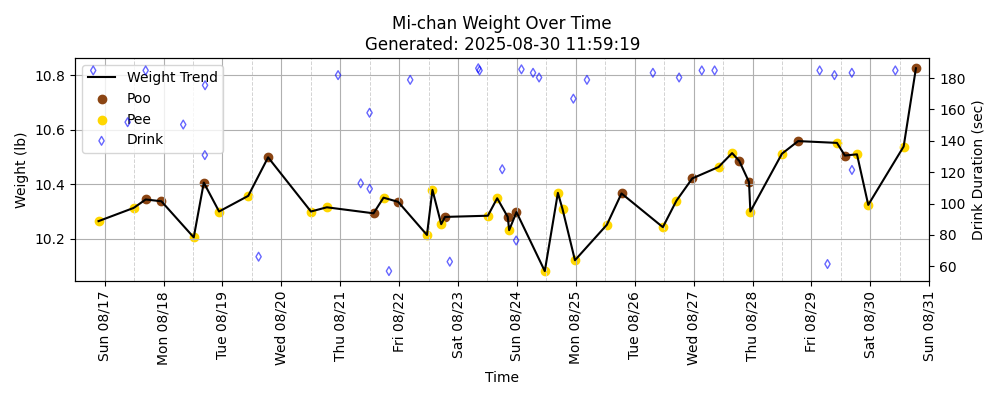 Mi-chan Weight Over Time
Generated: 2025-08-30 11:59:19
Weight (lb)
10.8
10.6
10.4
10.2
Weight Trend
Poo
Pee
Drink
180
160
140
120
100
80
60
Drink Duration (sec)
Sun 08/17
Mon 08/18
Tue 08/19
Wed 08/20
Thu 08/21
Fri 08/22
Sat 08/23
Sun 08/24
Mon 08/25
Tue 08/26
Wed 08/27
Thu 08/28
Fri 08/29
Sat 08/30
Sun 08/31
Time